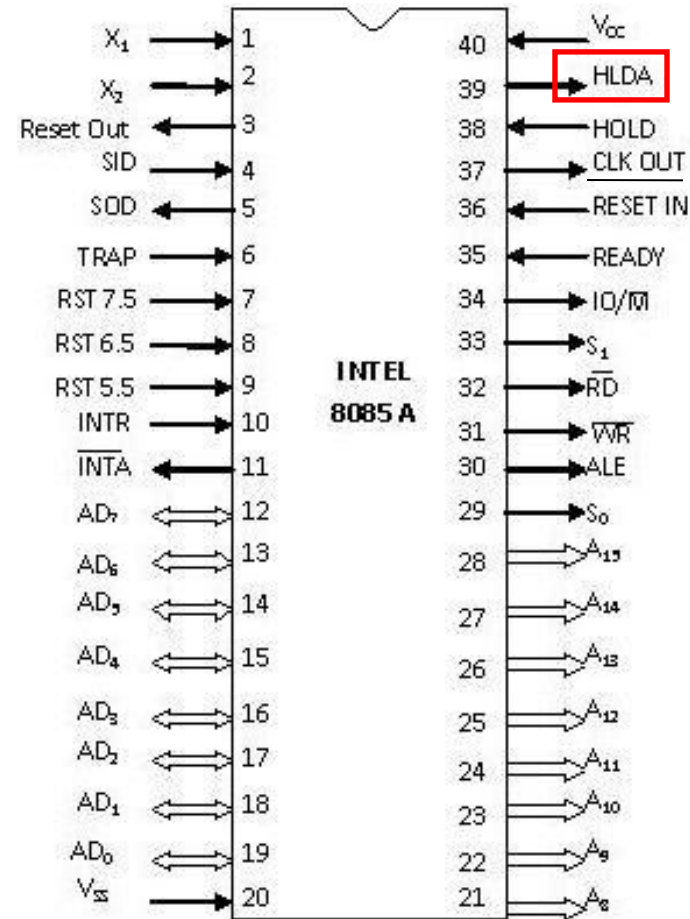 X₁ 1 40 Vcc
X₂ 2 39 HLDA
Reset Out 3 38 HOLD
SID 4 37 CLK OUT
SOD 5 36 RESET IN
TRAP 6 35 READY
RST 7.5 7 34 IO/M̅
RST 6.5 8 33 S₁
INTEL
RST 5.5 9 32 R̅D̅
8085 A
INTR 10 31 W̅R̅
I̅N̅T̅A̅ 11 30 ALE
AD₇ 12 29 S₀
AD₆ 13 28 A₁₅
AD₅ 14 27 A₁₄
AD₄ 15 26 A₁₃
AD₃ 16 25 A₁₂
AD₂ 17 24 A₁₁
AD₁ 18 23 A₁₀
AD₀ 19 22 A₉
Vss 20 21 A₈